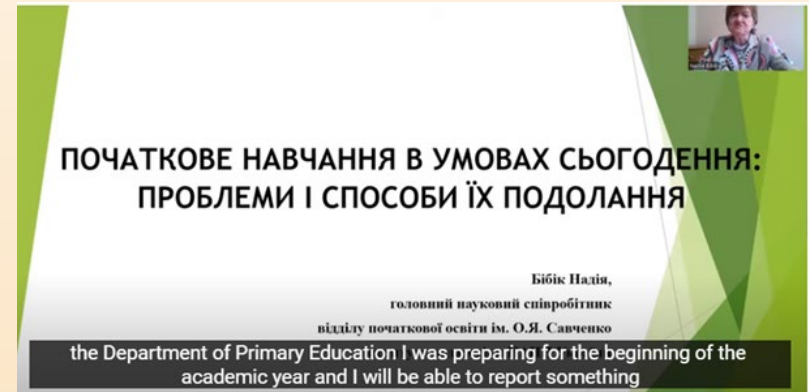 ПОЧАТКОВЕ НАВЧАННЯ В УМОВАХ СЬОГОДЕННЯ:
ПРОБЛЕМИ І СПОСОБИ ЇХ ПОДОЛАННЯ
Бібік Надія,
головний науковий співробітник
відділу початкової освіти ім. О.Я. Савченко
the Department of Primary Education I was preparing for the beginning of the
academic year and I will be able to report something